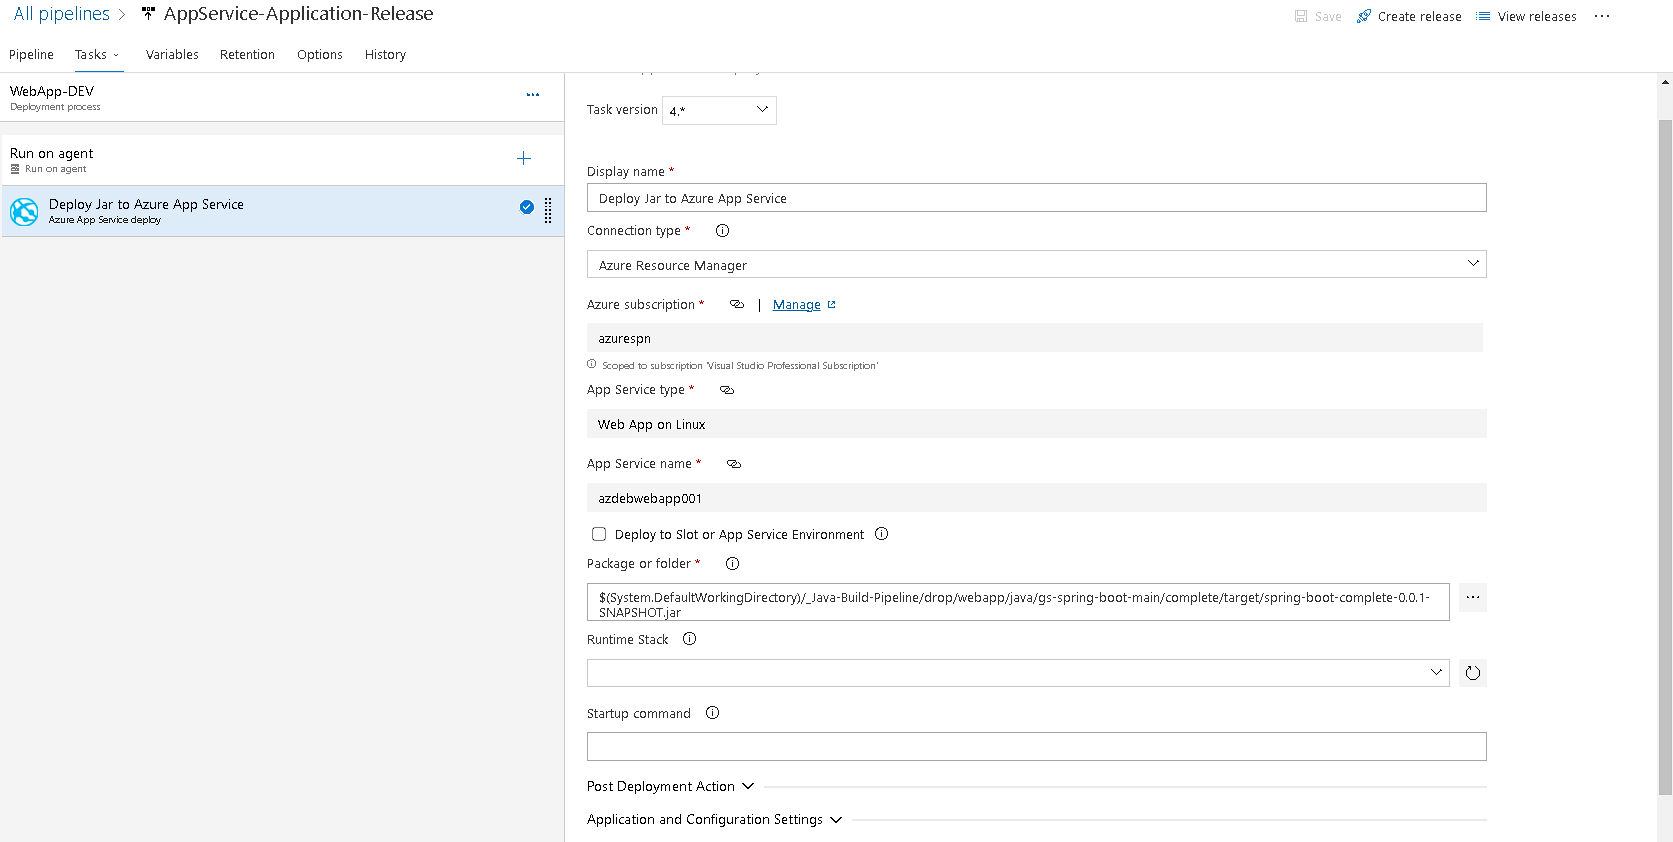 All pipelines > AppService-Application-Release
Save Create release View releases ...
Pipeline Tasks Variables Retention Options History
WebApp-DEV
Deployment process
Run on agent
Run on agent
Deploy Jar to Azure App Service
Azure App Service deploy
Task version 4.*
Display name *
Deploy Jar to Azure App Service
Connection type *
Azure Resource Manager
Azure subscription * | Manage
azurespn
Scoped to subscription 'Visual Studio Professional Subscription'
App Service type *
Web App on Linux
App Service name *
azdebwebapp001
Deploy to Slot or App Service Environment
Package or folder *
$(System.DefaultWorkingDirectory)/_Java-Build-Pipeline/drop/webapp/java/gs-spring-boot-main/complete/target/spring-boot-complete-0.0.1-
SNAPSHOT.jar
Runtime Stack
Startup command
Post Deployment Action
Application and Configuration Settings